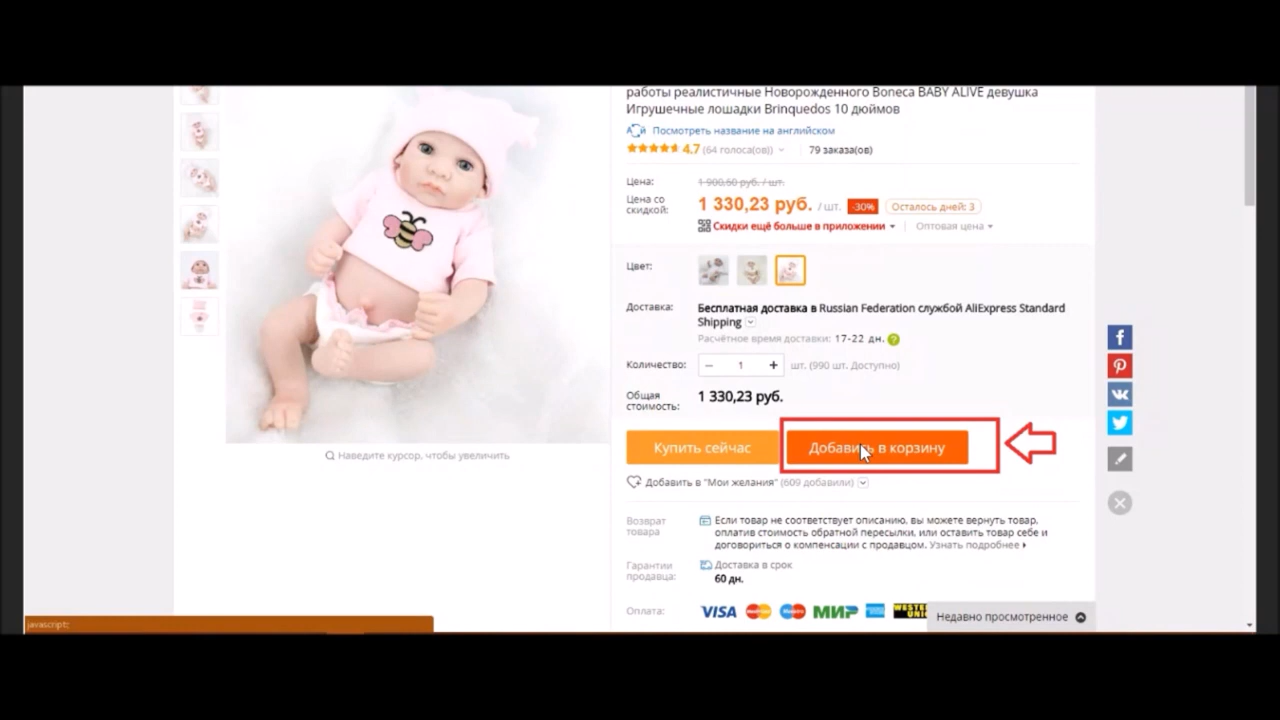 работы реалистичные Новорожденного Boneca BABY ALIVE девушка
Игрушечные лошадки Brinquedos 10 дюймов
Посмотреть название на английском
4.7 (64 голоса(ов)) 79 заказа(ов)
Цена: 1 900,60 руб. / шт.
Цена со скидкой: 1 330,23 руб. / шт. -30% Осталось дней: 3
Скидки ещё больше в приложении Оптовая цена
Цвет:
Доставка: Бесплатная доставка в Russian Federation службой AliExpress Standard
Shipping
Расчётное время доставки: 17-22 дн. ?
Количество: − 1 + шт. (990 шт. Доступно)
Общая стоимость: 1 330,23 руб.
Купить сейчас Добавить в корзину
Наведите курсор, чтобы увеличить
Добавить в "Мои желания" (609 добавили)
Возврат товара
Если товар не соответствует описанию, вы можете вернуть товар,
оплатив стоимость обратной пересылки, или оставить товар себе и
договориться о компенсации с продавцом. Узнать подробнее
Гарантии продавца: Доставка в срок
60 дн.
Оплата: VISA MasterCard Maestro МИР WESTERN
Недавно просмотренное
javascript: